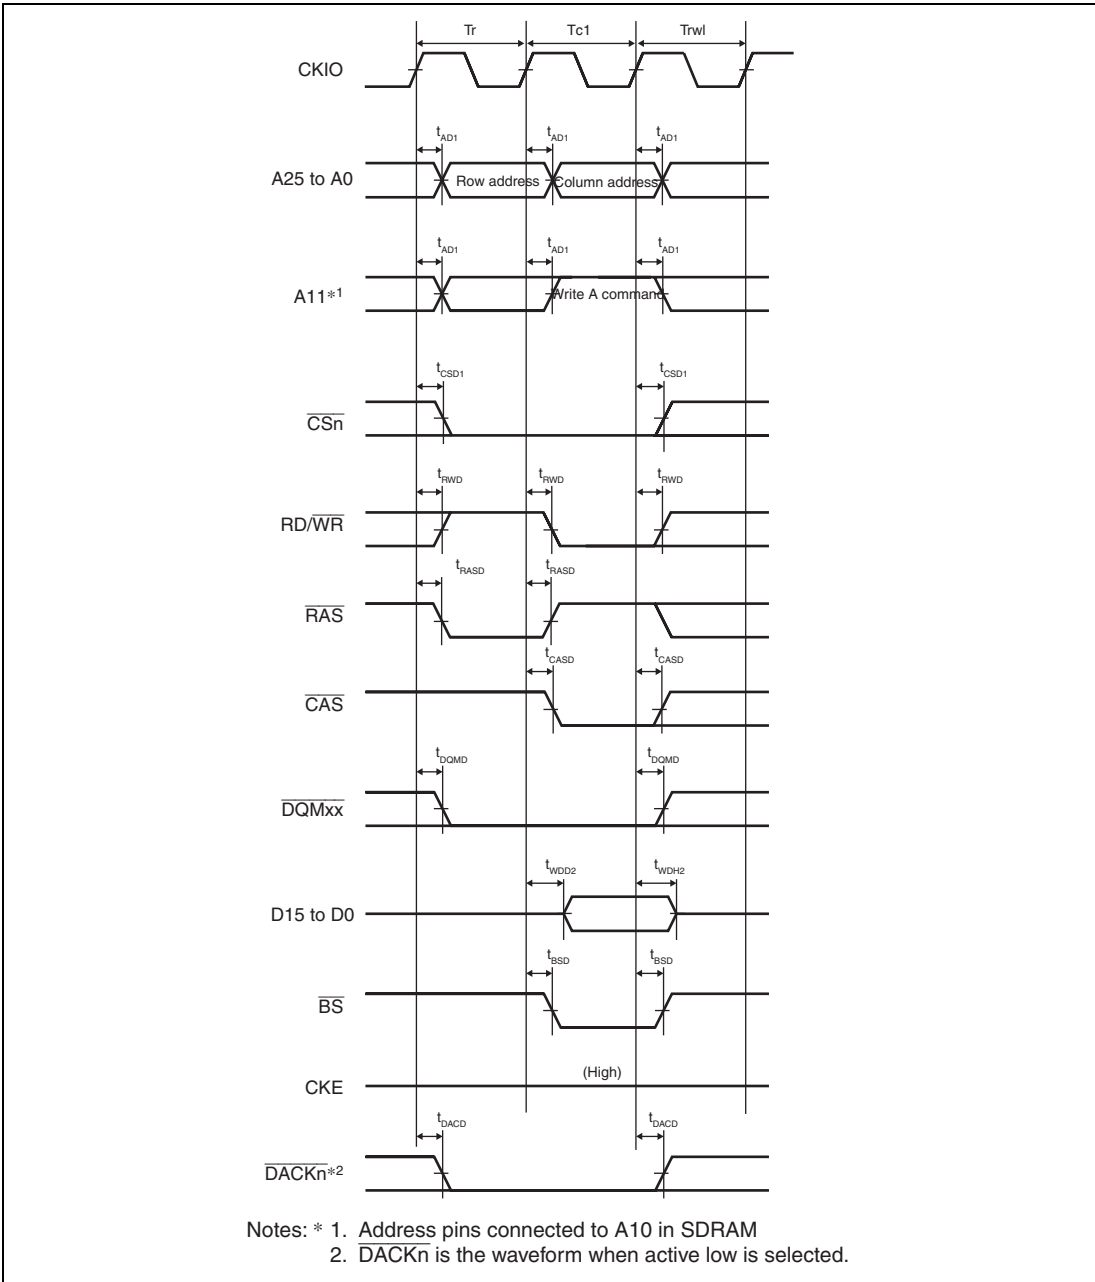 Tr Tc1 Trwl
CKIO
tAD1 tAD1 tAD1
A25 to A0 Row address Column address
tAD1 tAD1 tAD1
A11*1 Write A command
tCSD1 tCSD1
CSn
tRWD tRWD tRWD
RD/WR
tRASD tRASD
RAS
tCASD tCASD
CAS
tDQMD tDQMD
DQMxx
tWDD2 tWDH2
D15 to D0
tBSD tBSD
BS
(High)
CKE
tDACD tDACD
DACKn*2
Notes: * 1. Address pins connected to A10 in SDRAM
2. DACKn is the waveform when active low is selected.